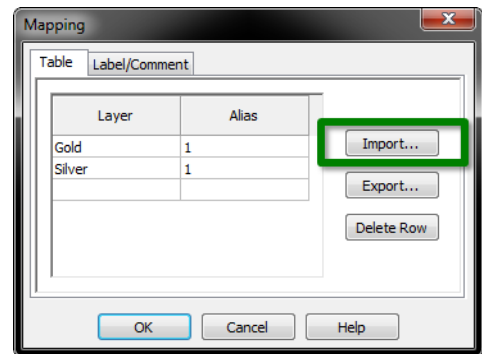 Mapping
Table Label/Comment
Layer Alias
Gold 1
Silver 1
Import...
Export...
Delete Row
OK Cancel Help